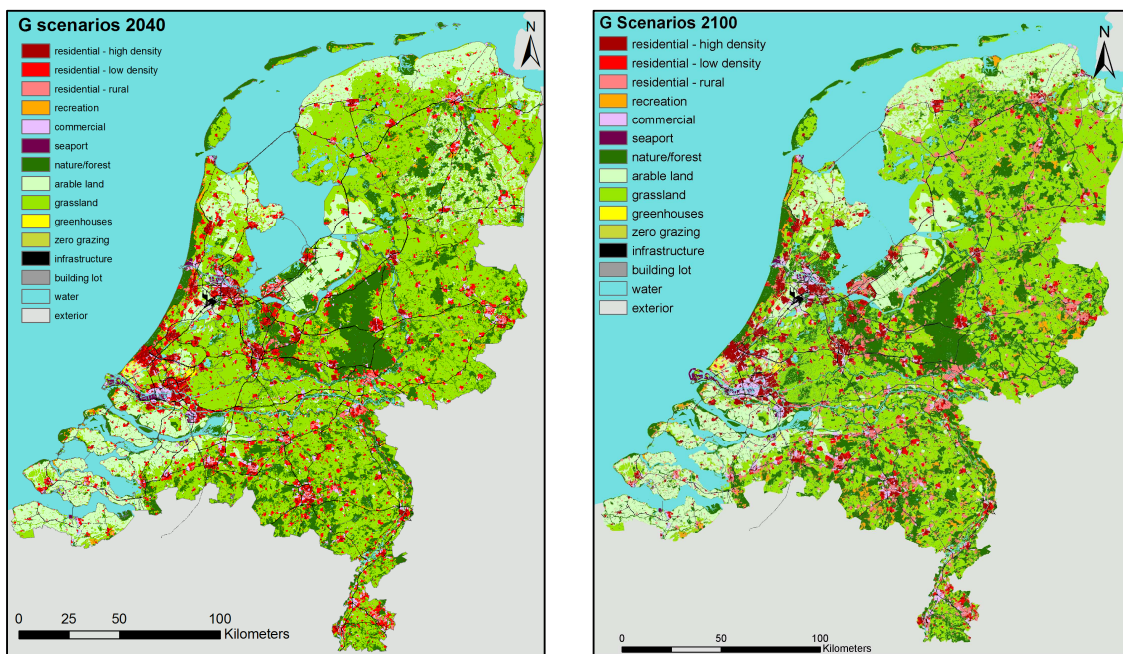 G scenarios 2040
N
residential - high density
residential - low density
residential - rural
recreation
commercial
seaport
nature/forest
arable land
grassland
greenhouses
zero grazing
infrastructure
building lot
water
exterior
0 25 50 100
Kilometers
G Scenarios 2100
N
residential - high density
residential - low density
residential - rural
recreation
commercial
seaport
nature/forest
arable land
grassland
greenhouses
zero grazing
infrastructure
building lot
water
exterior
0 50 100
Kilometers